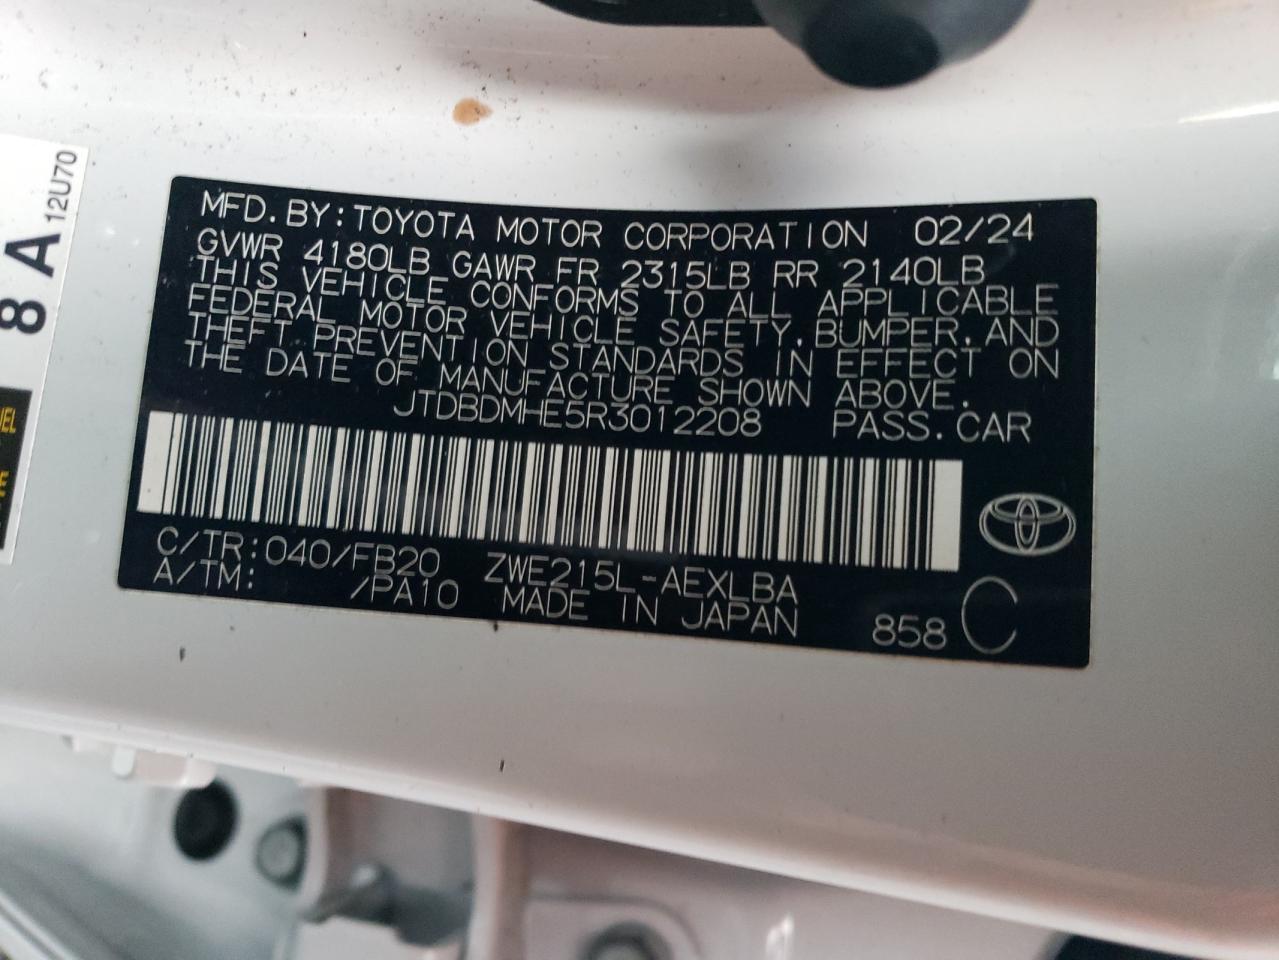 8 A 12U70
MFD. BY: TOYOTA MOTOR CORPORATION 02/24
GVWR 4180LB GAWR FR 2315LB RR 2140LB
THIS VEHICLE CONFORMS TO ALL APPLICABLE
FEDERAL MOTOR VEHICLE SAFETY, BUMPER, AND
THEFT PREVENTION STANDARDS IN EFFECT ON
THE DATE OF MANUFACTURE SHOWN ABOVE.
JTDBDMHE5R3012208 PASS. CAR
C/TR: 040/FB20 ZWE215L-AEXLBA
A/TM: /PA10 MADE IN JAPAN 858 C